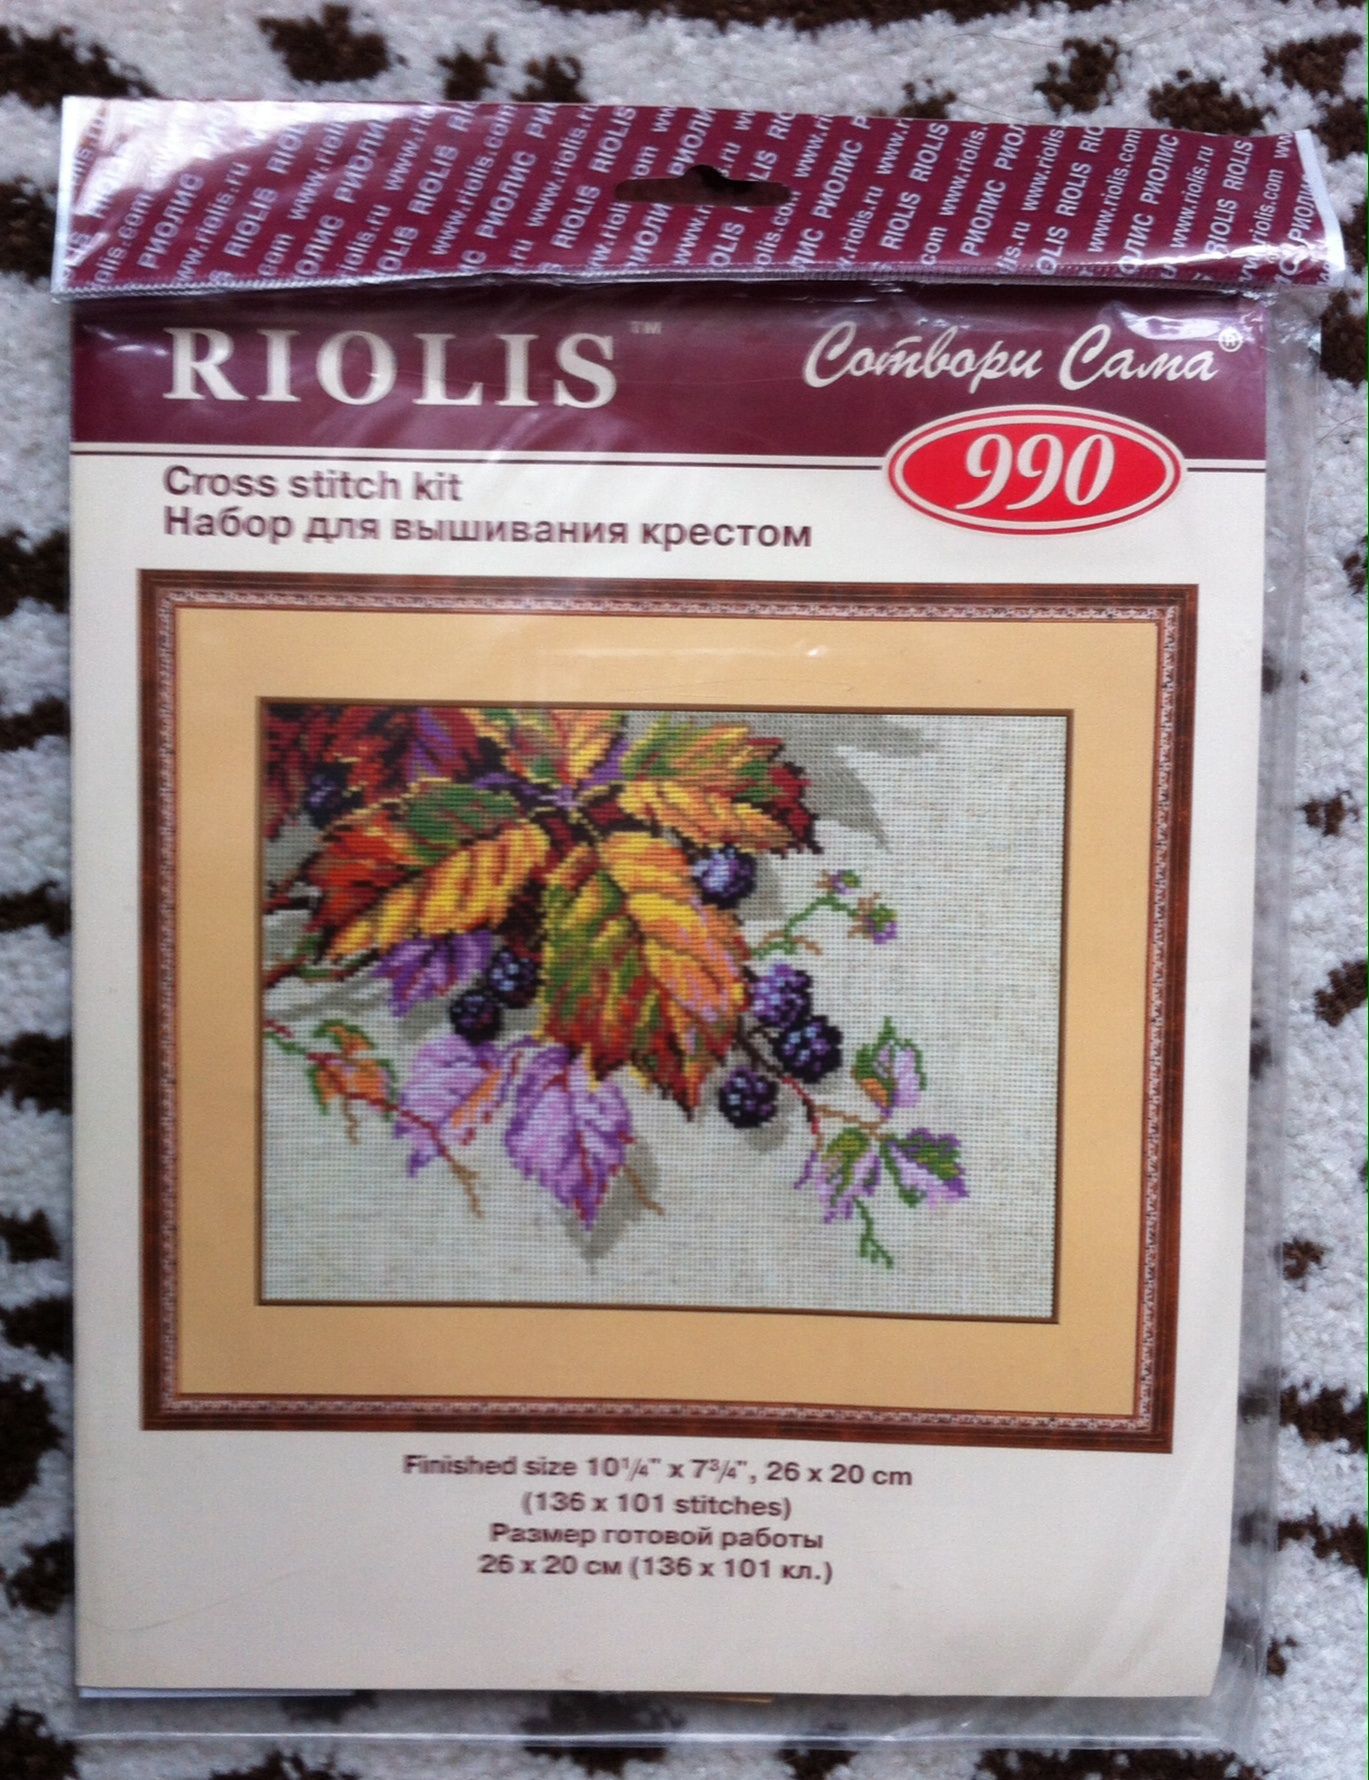 RIOLIS™
Сотвори Сама®
990
Cross stitch kit
Набор для вышивания крестом
Finished size 10¹/₄" x 7³/₄", 26 x 20 cm
(136 x 101 stitches)
Размер готовой работы
26 x 20 см (136 x 101 кл.)